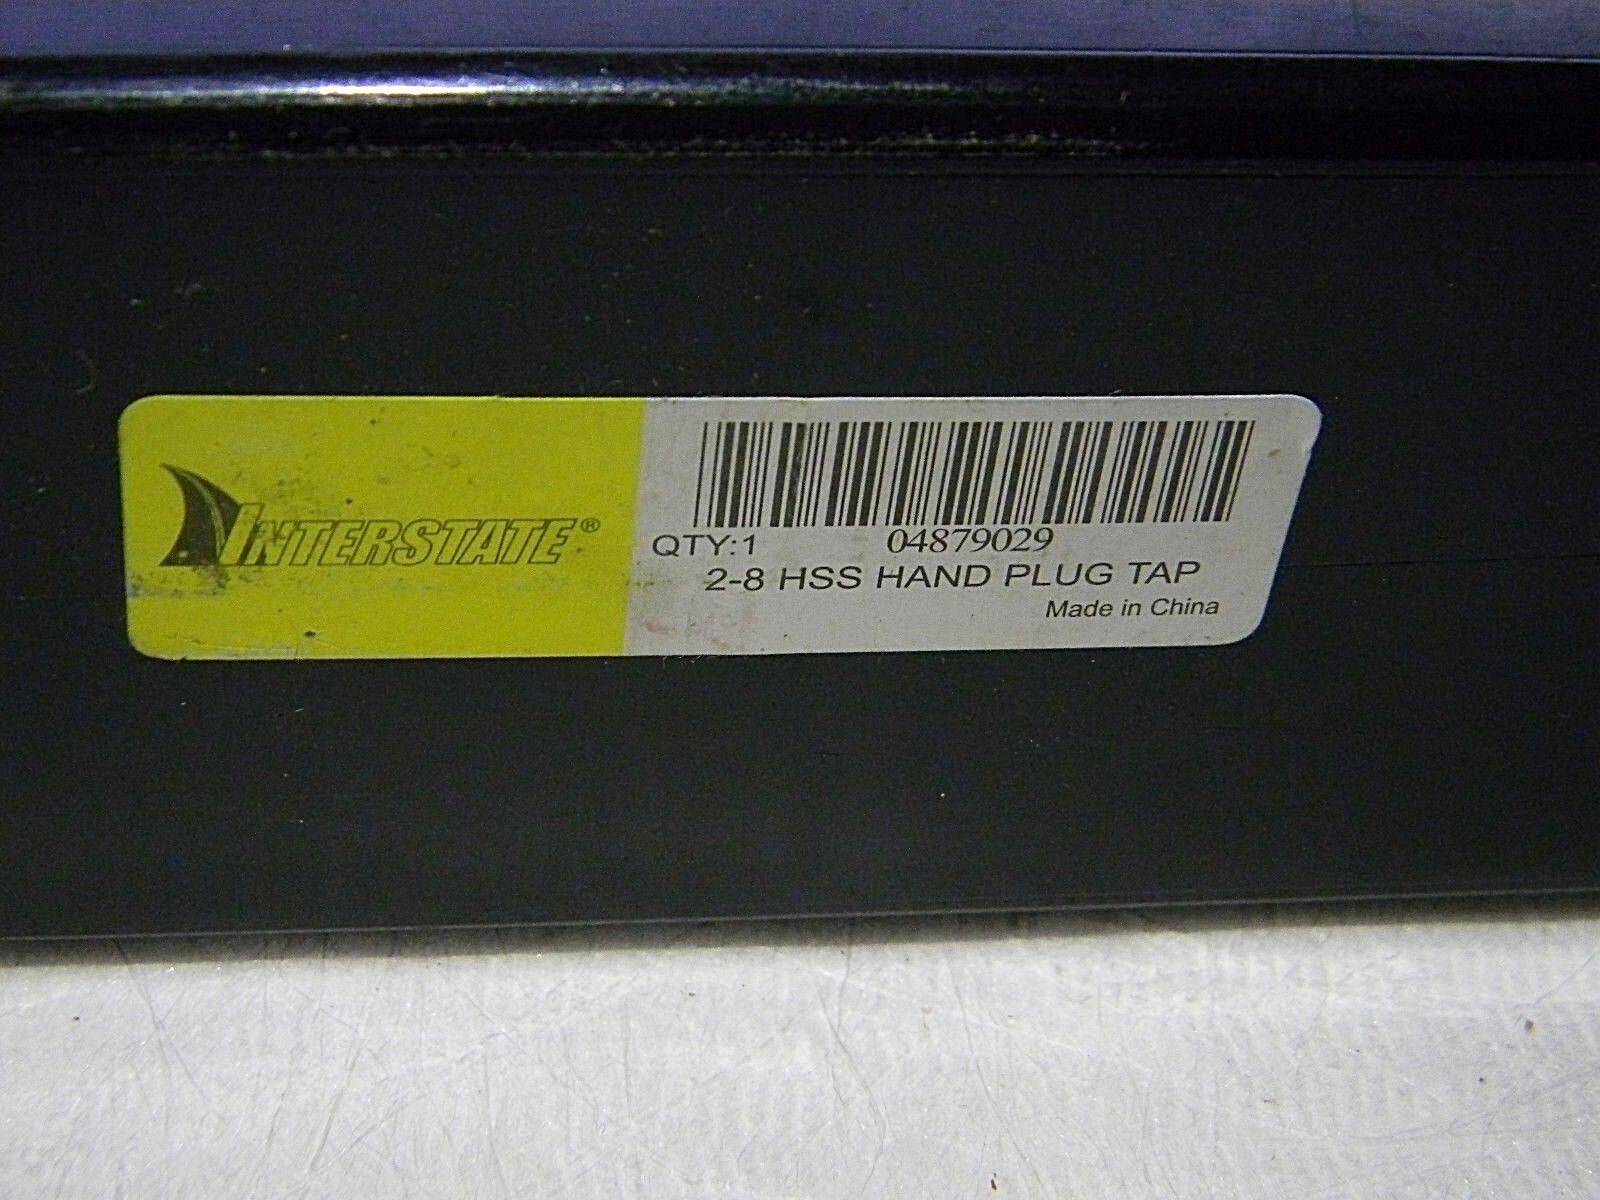 INTERSTATE®
QTY:1 04879029
2-8 HSS HAND PLUG TAP
Made in China